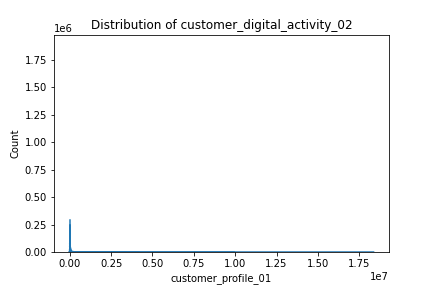 Distribution of customer_digital_activity_02
1e6
1.75
1.50
1.25
1.00
0.75
0.50
0.25
0.00
Count
0.00 0.25 0.50 0.75 1.00 1.25 1.50 1.75
1e7
customer_profile_01